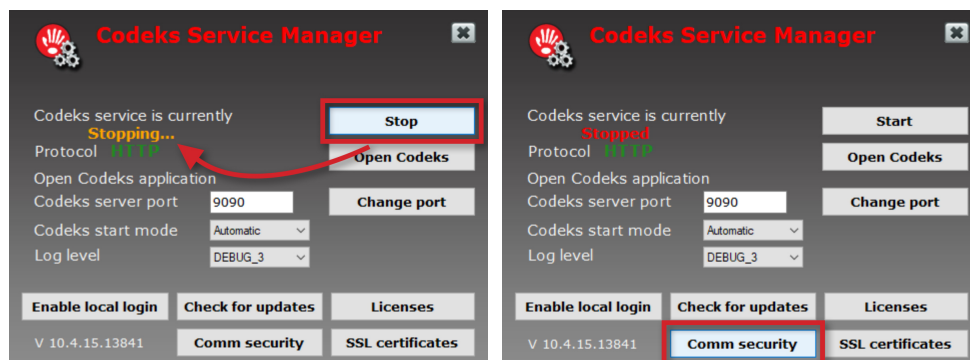 Codeks Service Manager
Codeks service is currently
Stopping...
Stop
Protocol HTTP
Open Codeks
Open Codeks application
Codeks server port 9090 Change port
Codeks start mode Automatic
Log level DEBUG_3
Enable local login Check for updates Licenses
V 10.4.15.13841 Comm security SSL certificates
Codeks Service Manager
Codeks service is currently
Stopped
Start
Protocol HTTP
Open Codeks
Open Codeks application
Codeks server port 9090 Change port
Codeks start mode Automatic
Log level DEBUG_3
Enable local login Check for updates Licenses
V 10.4.15.13841 Comm security SSL certificates